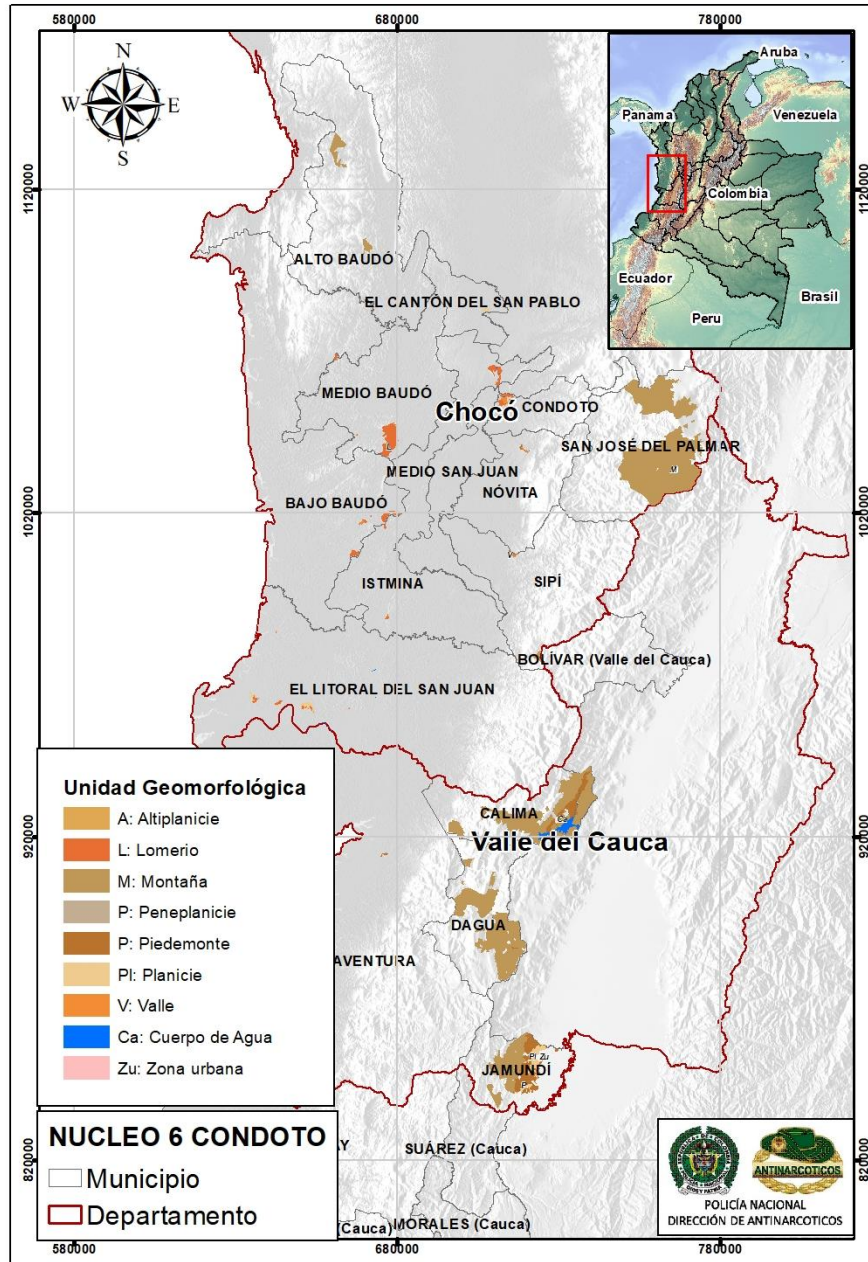 580000
680000
780000
N
W
E
S
Aruba
Panama
Venezuela
Colombia
Ecuador
Brasil
Peru
1120000
1120000
ALTO BAUDÓ
EL CANTÓN DEL SAN PABLO
MEDIO BAUDÓ
Chocó
CONDOTO
SAN JOSÉ DEL PALMAR
M
L
MEDIO SAN JUAN
NÓVITA
BAJO BAUDÓ
1020000
1020000
V
ISTMINA
SIPÍ
BOLÍVAR (Valle del Cauca)
EL LITORAL DEL SAN JUAN
CALIMA
Ca
920000
920000
Valle del Cauca
DAGUA
AVENTURA
Pl Zu
JAMUNDÍ
P
Unidad Geomorfológica
A: Altiplanicie
L: Lomerio
M: Montaña
P: Peneplanicie
P: Piedemonte
Pl: Planicie
V: Valle
Ca: Cuerpo de Agua
Zu: Zona urbana
NUCLEO 6 CONDOTO
Municipio
Departamento
AY
SUÁREZ (Cauca)
(Cauca)
MORALES (Cauca)
820000
820000
ANTINARCOTICOS
POLICÍA NACIONAL
DIRECCIÓN DE ANTINARCOTICOS
580000
680000
780000